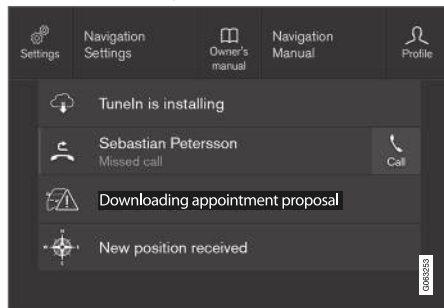 Settings
Navigation
Settings
Owner's
manual
Navigation
Manual
Profile
TuneIn is installing
Sebastian Petersson
Missed call
Call
Downloading appointment proposal
New position received
G063253